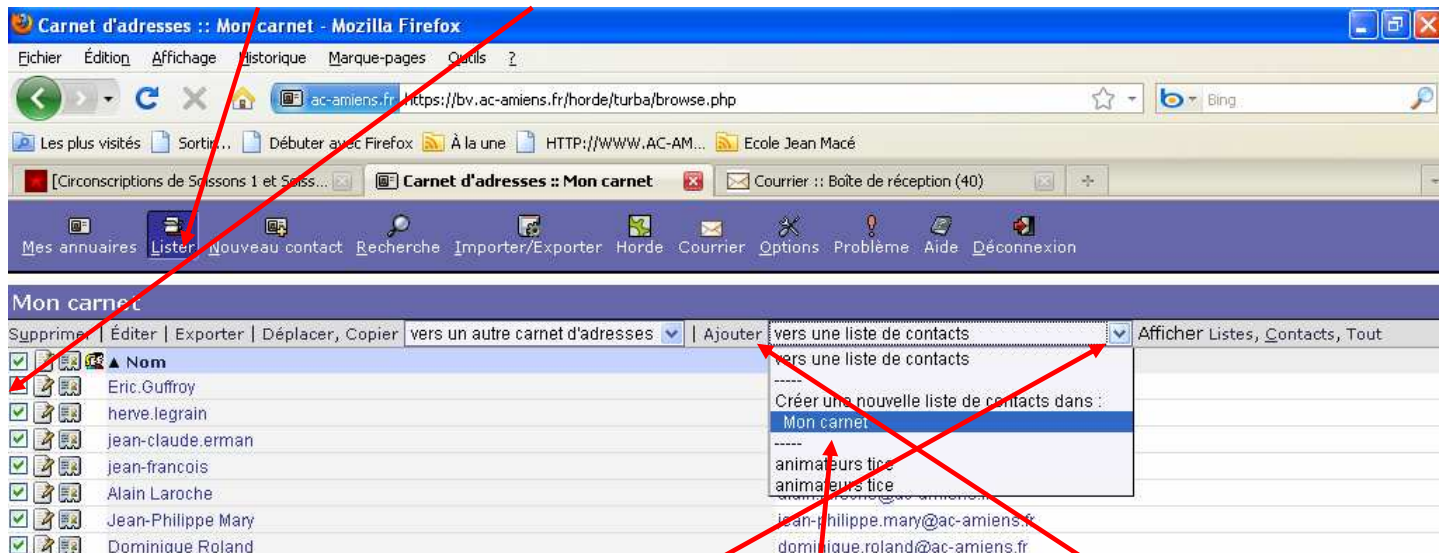 Carnet d'adresses :: Mon carnet - Mozilla Firefox
Fichier Édition Affichage Historique Marque-pages Outils ?
ac-amiens.fr https://bv.ac-amiens.fr/horde/turba/browse.php Bing
Les plus visités Sortir... Débuter avec Firefox À la une HTTP://WWW.AC-AM... Ecole Jean Macé
[Circonscriptions de Soissons 1 et Soiss... Carnet d'adresses :: Mon carnet Courrier :: Boîte de réception (40)
Mes annuaires Lister Nouveau contact Recherche Importer/Exporter Horde Courrier Options Problème Aide Déconnexion
Mon carnet
Supprimer | Éditer | Exporter | Déplacer, Copier vers un autre carnet d'adresses | Ajouter vers une liste de contacts Afficher Listes, Contacts, Tout
▲ Nom
vers une liste de contacts
-----
Créer une nouvelle liste de contacts dans :
Mon carnet
-----
animateurs tice
animateurs tice
Eric.Guffroy
herve.legrain
jean-claude.erman
jean-francois
Alain Laroche
Jean-Philippe Mary jean-philippe.mary@ac-amiens.fr
Dominique Roland dominique.roland@ac-amiens.fr